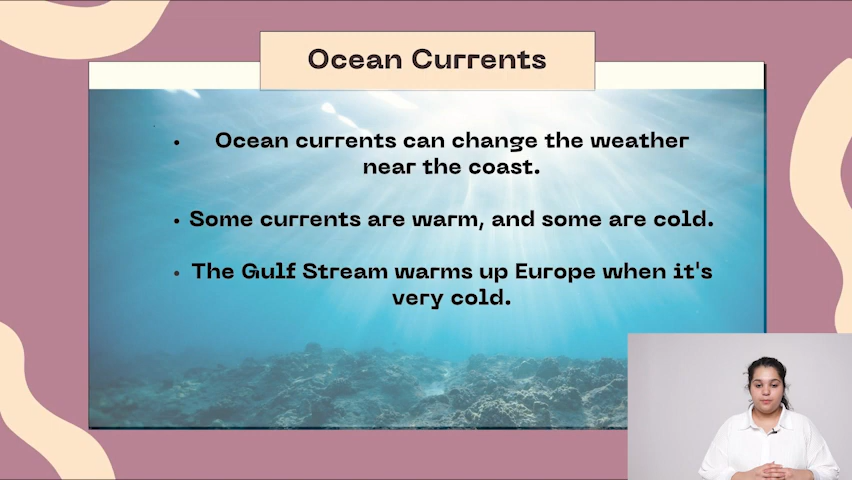 Ocean Currents
• Ocean currents can change the weather
near the coast.
• Some currents are warm, and some are cold.
• The Gulf Stream warms up Europe when it's
very cold.